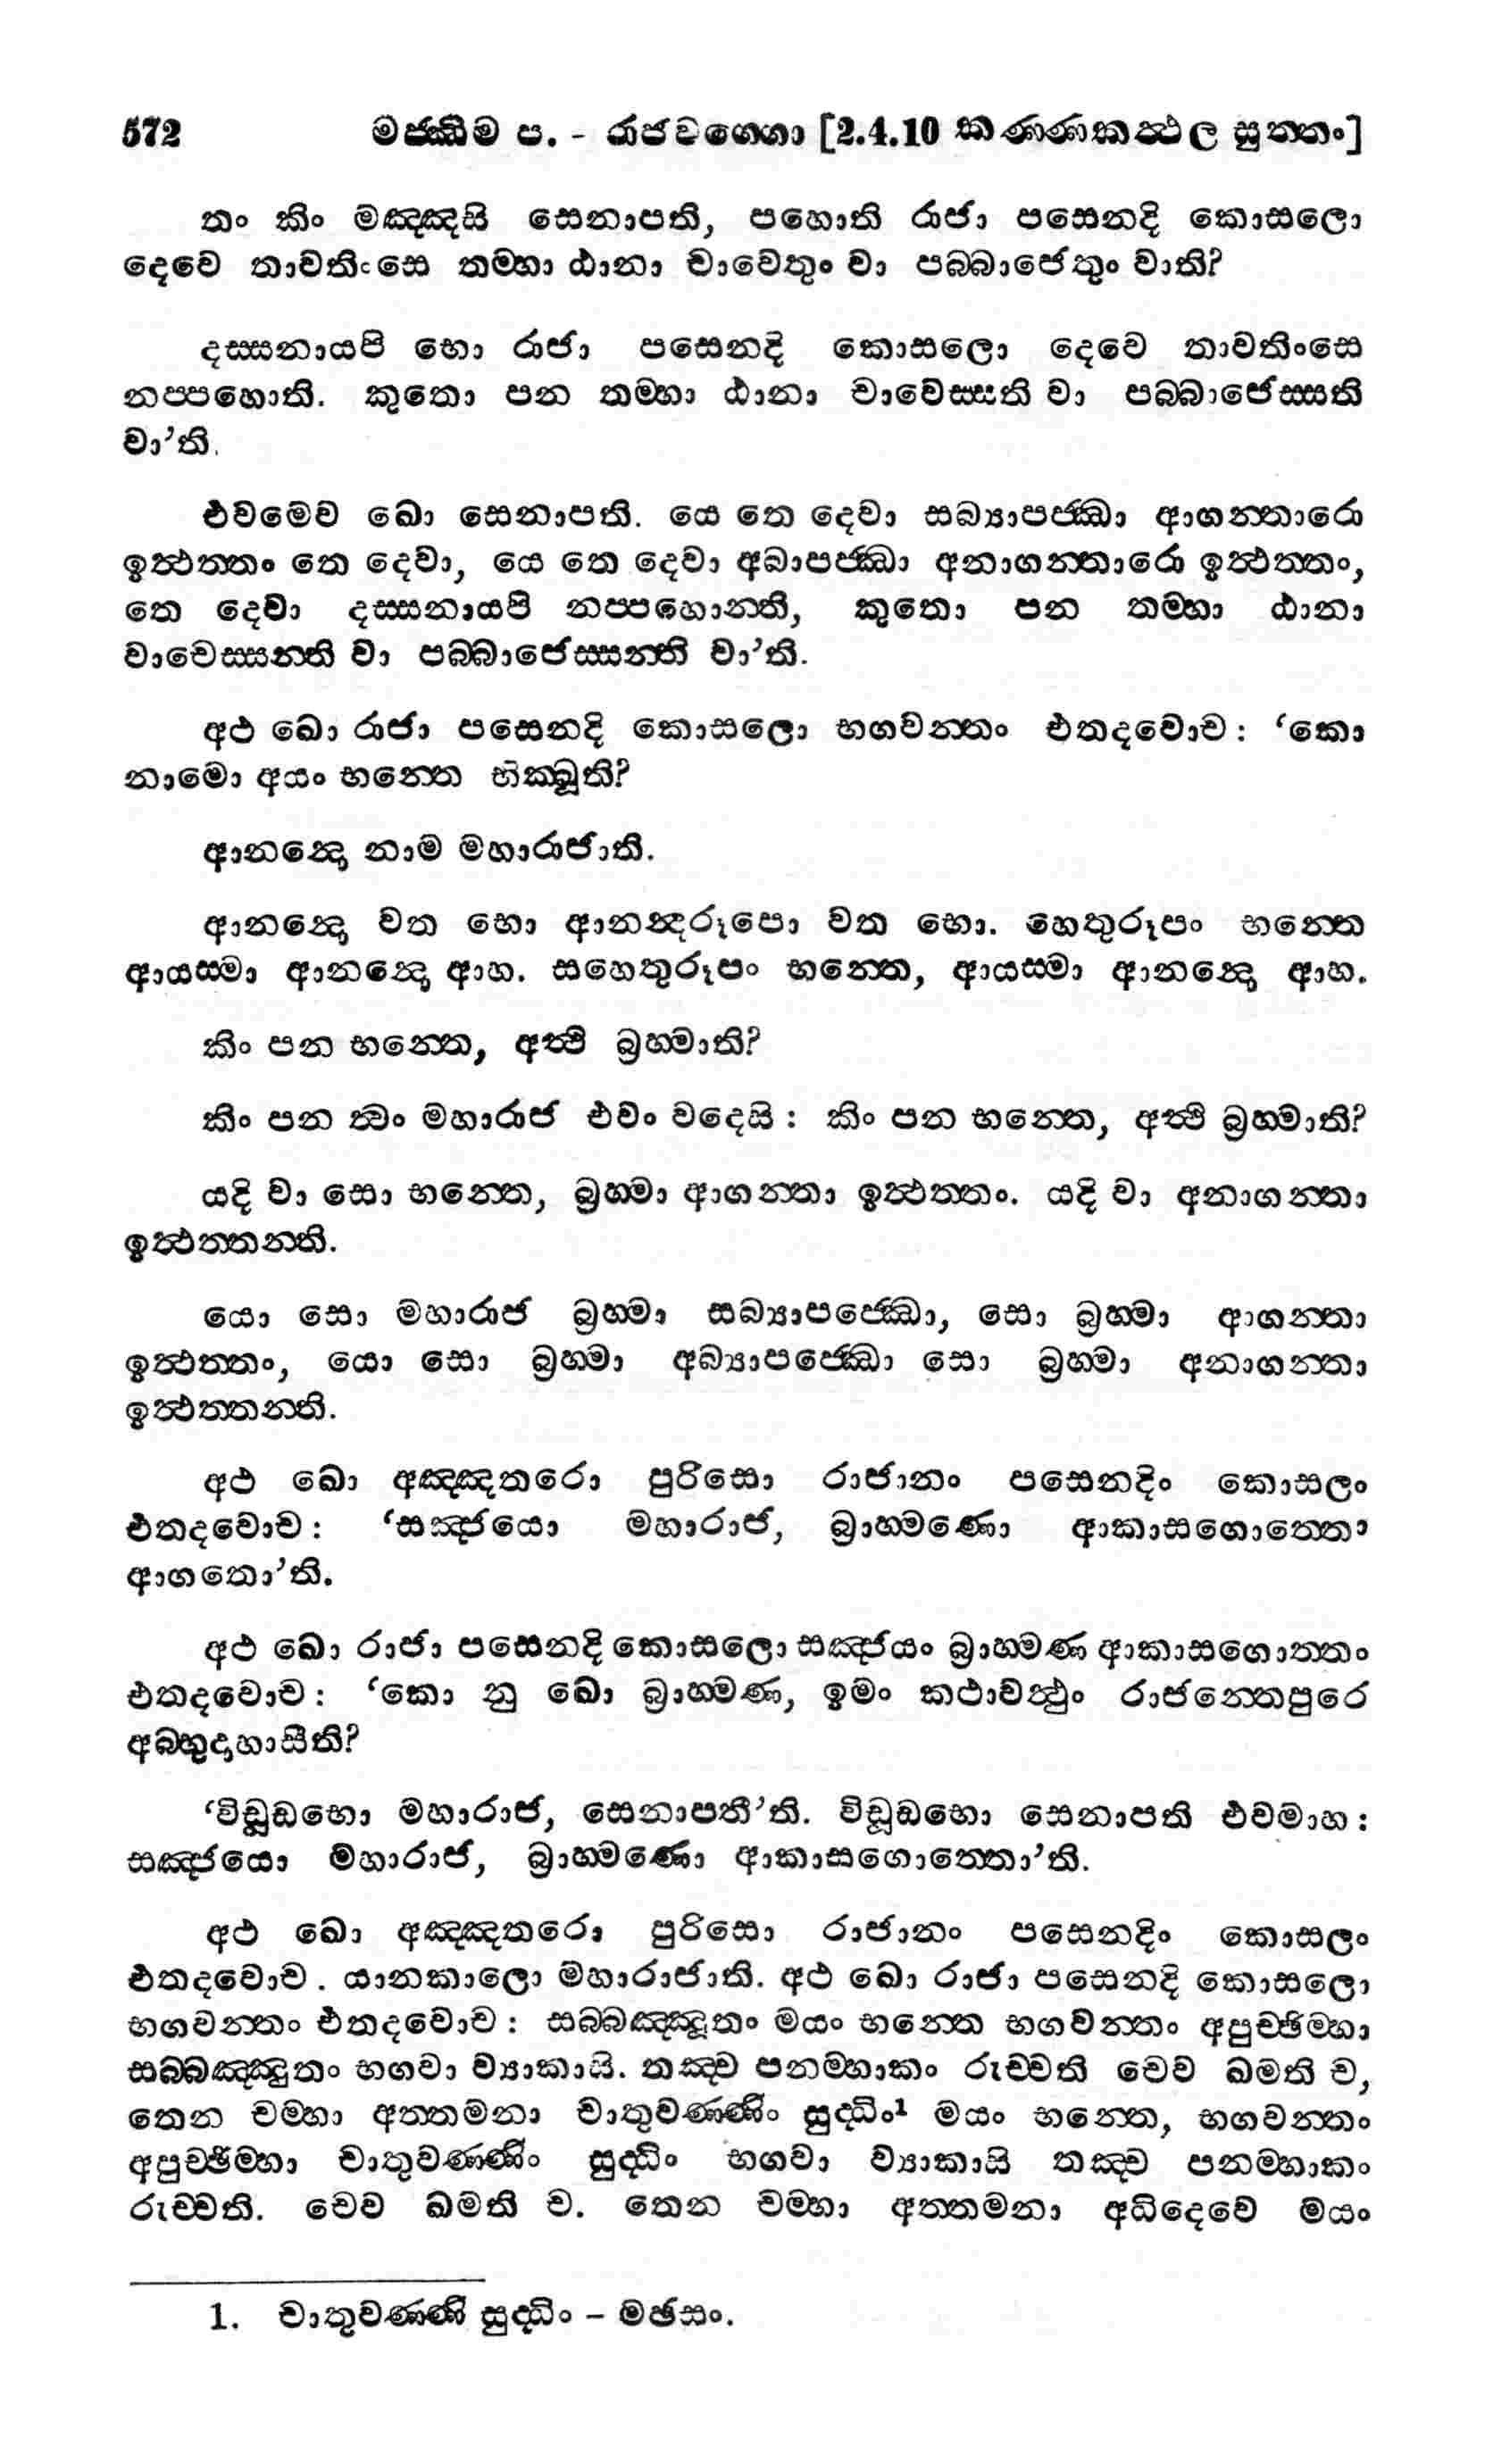 572 මජ්ඣිම ප. - රාජවග්ගො [2.4.10 කණ්ණකත්ථල සුත්තං]
තං කිං මඤ්ඤසි සෙනාපති, පහොති රාජා පසෙනදි කොසලො
දෙවෙ තාවතිංසෙ තම්හා ඨානා චාවෙතුං වා පබ්බාජෙතුං වාති?
දස්සනායපි භො රාජා පසෙනදි කොසලො දෙවෙ තාවතිංසෙ
නප්පහොති. කුතො පන තම්හා ඨානා චාවෙස්සති වා පබ්බාජෙස්සති
වා’ති.
එවමෙව ඛො සෙනාපති. යෙ තෙ දෙවා සබ්‍යාපජ්ඣා ආගන්තාරො
ඉත්ථත්තං තෙ දෙවා, යෙ තෙ දෙවා අබාපජ්ඣා අනාගන්තාරො ඉත්ථත්තං,
තෙ දෙවා දස්සනායපි නප්පහොන්ති, කුතො පන තම්හා ඨානා
චාවෙස්සන්ති වා පබ්බාජෙස්සන්ති වා’ති.
අථ ඛො රාජා පසෙනදි කොසලො භගවන්තං එතදවොච: ‘කො
නාමො අයං භන්තෙ භික්ඛූති?
ආනන්දො නාම මහාරාජාති.
ආනන්දො වත භො ආනන්දරූපො වත භො. හෙතුරූපං භන්තෙ
ආයස්මා ආනන්දො ආහ. සහෙතුරූපං භන්තෙ, ආයස්මා ආනන්දො ආහ.
කිං පන භන්තෙ, අත්ථි බ්‍රහ්මාති?
කිං පන ත්වං මහාරාජ එවං වදෙසි: කිං පන භන්තෙ, අත්ථි බ්‍රහ්මාති?
යදි වා සො භන්තෙ, බ්‍රහ්මා ආගන්තා ඉත්ථත්තං. යදි වා අනාගන්තා
ඉත්ථත්තන්ති.
යො සො මහාරාජ බ්‍රහ්මා සබ්‍යාපජ්ඣො, සො බ්‍රහ්මා ආගන්තා
ඉත්ථත්තං, යො සො බ්‍රහ්මා අබ්‍යාපජ්ඣො සො බ්‍රහ්මා අනාගන්තා
ඉත්ථත්තන්ති.
අථ ඛො අඤ්ඤතරො පුරිසො රාජානං පසෙනදිං කොසලං
එතදවොච: ‘සඤ්ජයො මහාරාජ, බ්‍රාහ්මණො ආකාසගොත්තො
ආගතො’ති.
අථ ඛො රාජා පසෙනදි කොසලො සඤ්ජයං බ්‍රාහ්මණ ආකාසගොත්තං
එතදවොච: ‘කො නු ඛො බ්‍රාහ්මණ, ඉමං කථාවත්ථුං රාජන්තෙපුරෙ
අබ්භුදාහාසීති?
‘විඩූඩභො මහාරාජ, සෙනාපතී’ති. විඩූඩභො සෙනාපති එවමාහ:
සඤ්ජයො මහාරාජ, බ්‍රාහ්මණො ආකාසගොත්තො’ති.
අථ ඛො අඤ්ඤතරො පුරිසො රාජානං පසෙනදිං කොසලං
එතදවොච. යානකාලො මහාරාජාති. අථ ඛො රාජා පසෙනදි කොසලො
භගවන්තං එතදවොච: සබ්බඤ්ඤූතං මයං භන්තෙ භගවන්තං අපුච්ඡිම්හා
සබ්බඤ්ඤුතං භගවා ව්‍යාකාසි. තඤ්ච පනම්හාකං රුච්චති චෙව ඛමති ච,
තෙන චම්හා අත්තමනා චාතුවණ්ණිං සුද්ධිං¹ මයං භන්තෙ, භගවන්තං
අපුච්ඡිම්හා චාතුවණ්ණිං සුද්ධිං භගවා ව්‍යාකාසි තඤ්ච පනම්හාකං
රුච්චති. චෙව ඛමති ච. තෙන චම්හා අත්තමනා අධිදෙවෙ මයං
1. චාතුවණ්ණි සුද්ධිං – මඡසං.